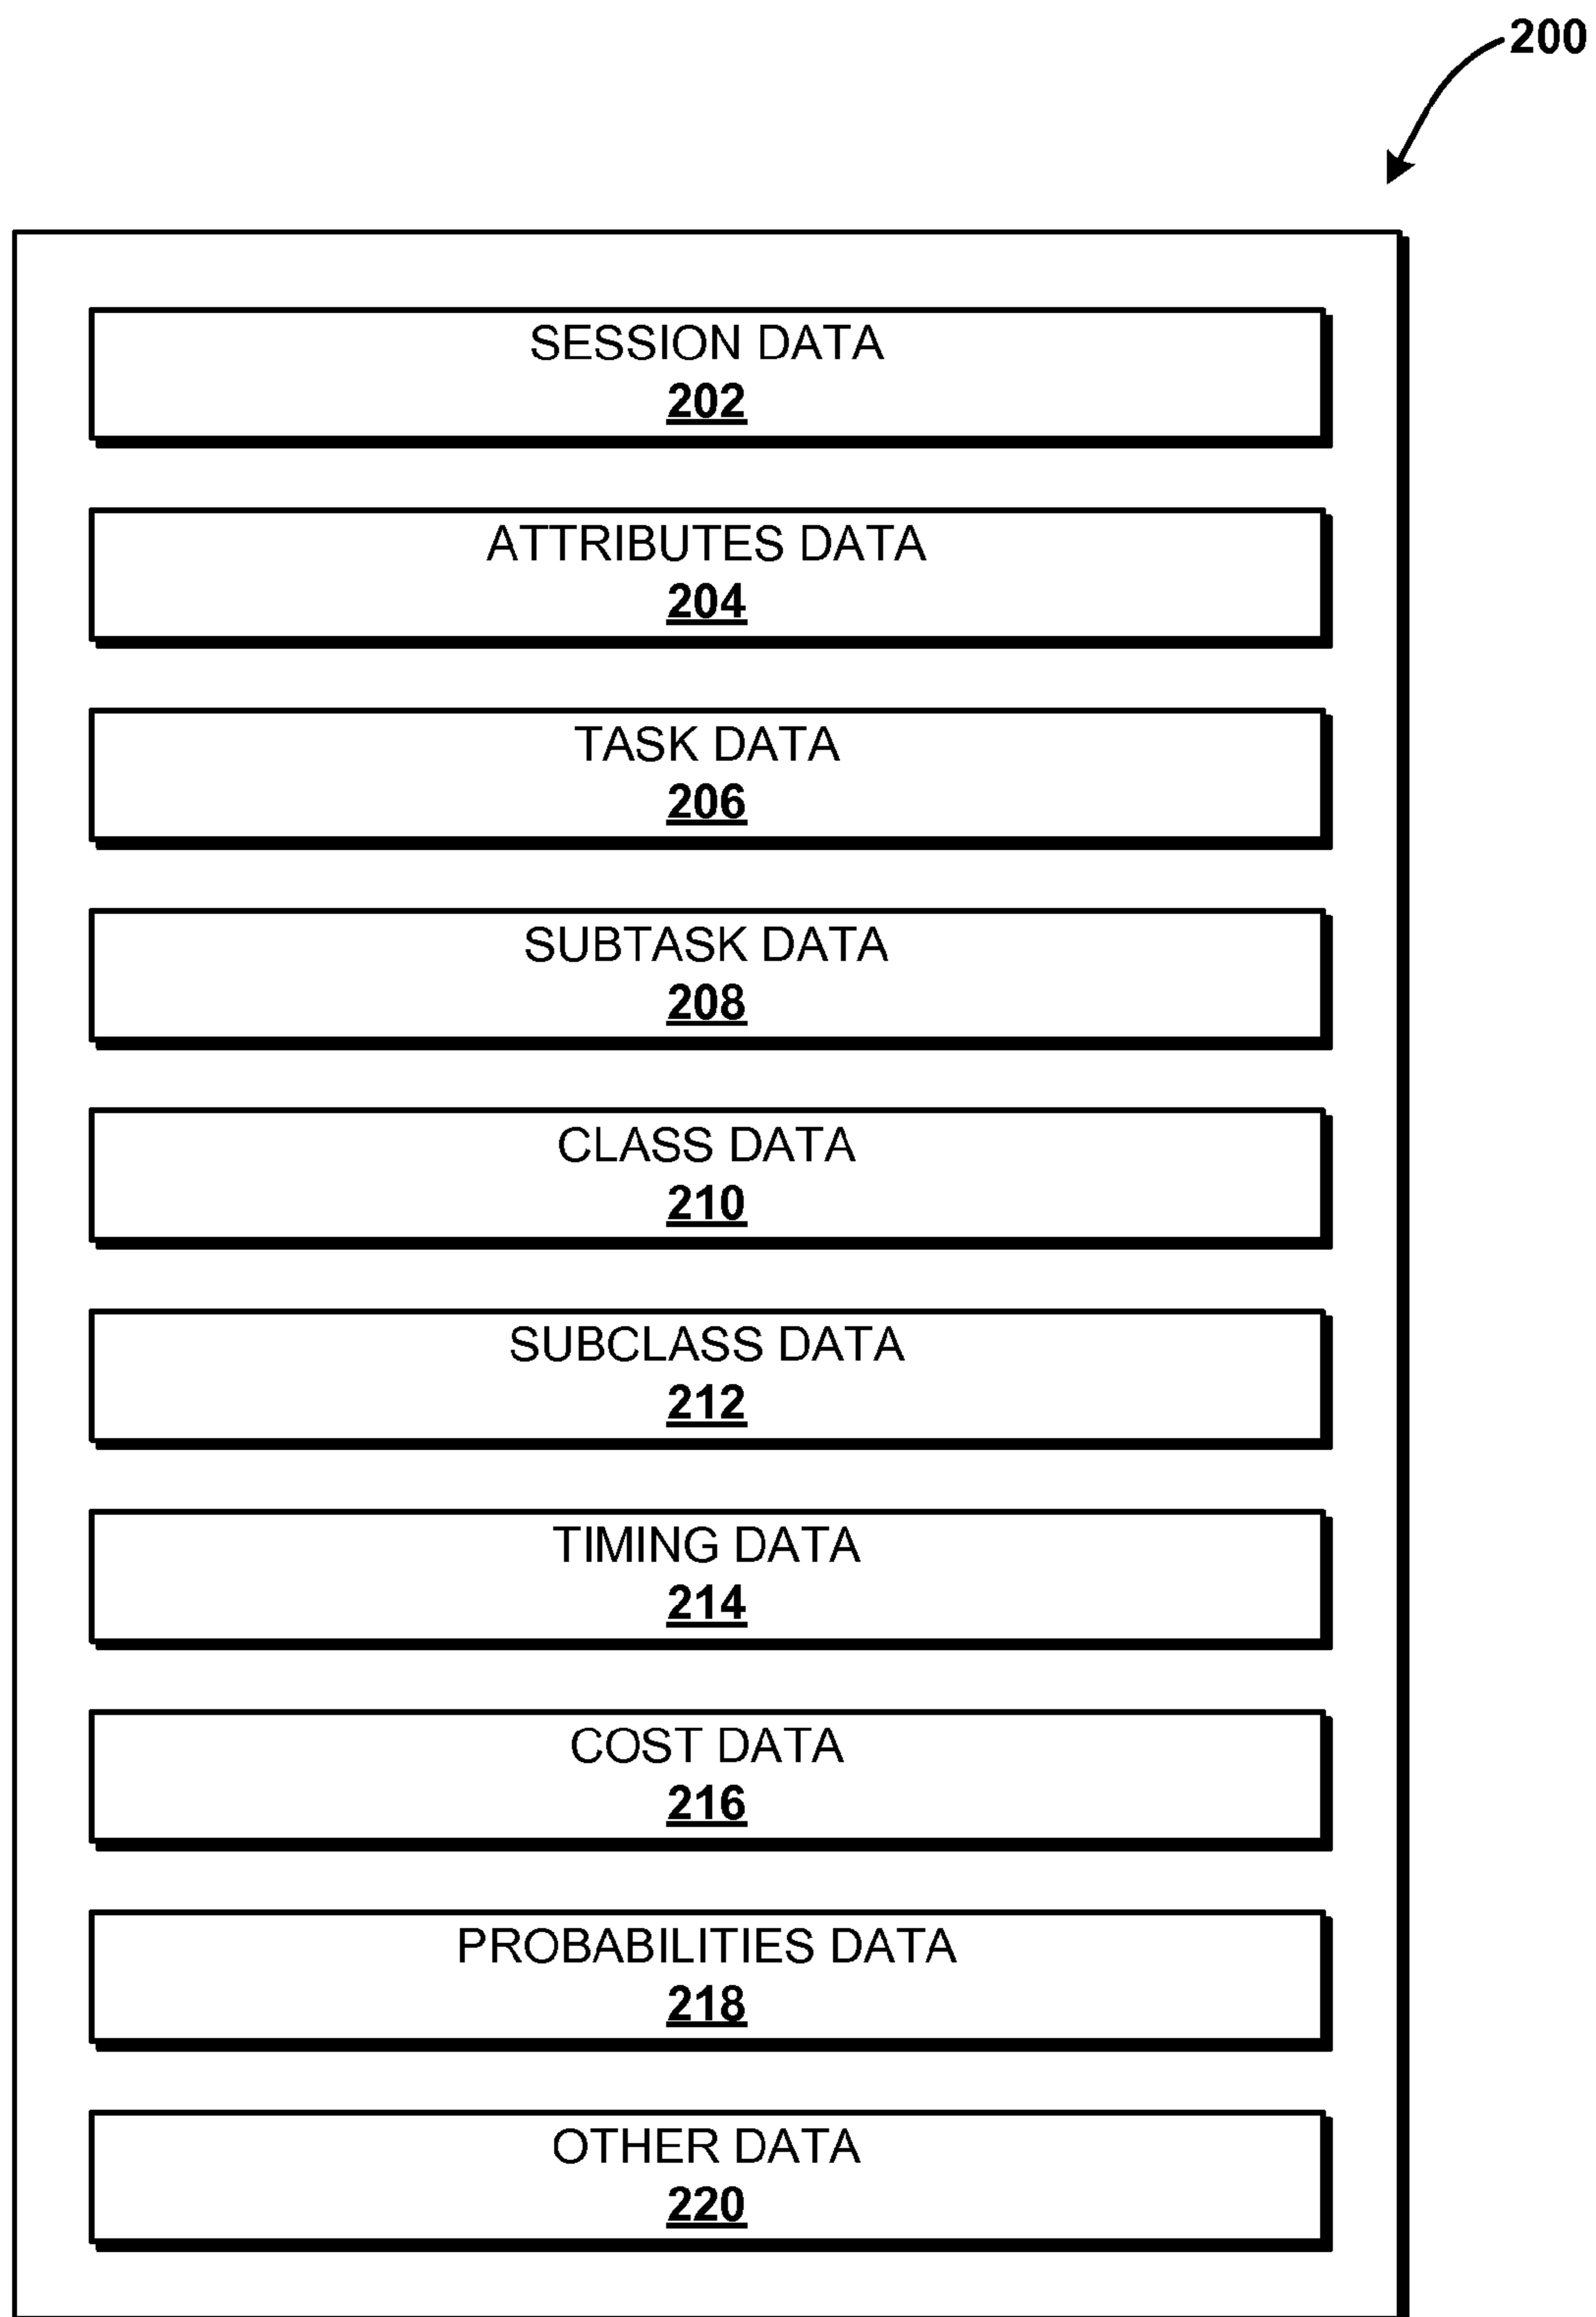 200
SESSION DATA
202
ATTRIBUTES DATA
204
TASK DATA
206
SUBTASK DATA
208
CLASS DATA
210
SUBCLASS DATA
212
TIMING DATA
214
COST DATA
216
PROBABILITIES DATA
218
OTHER DATA
220